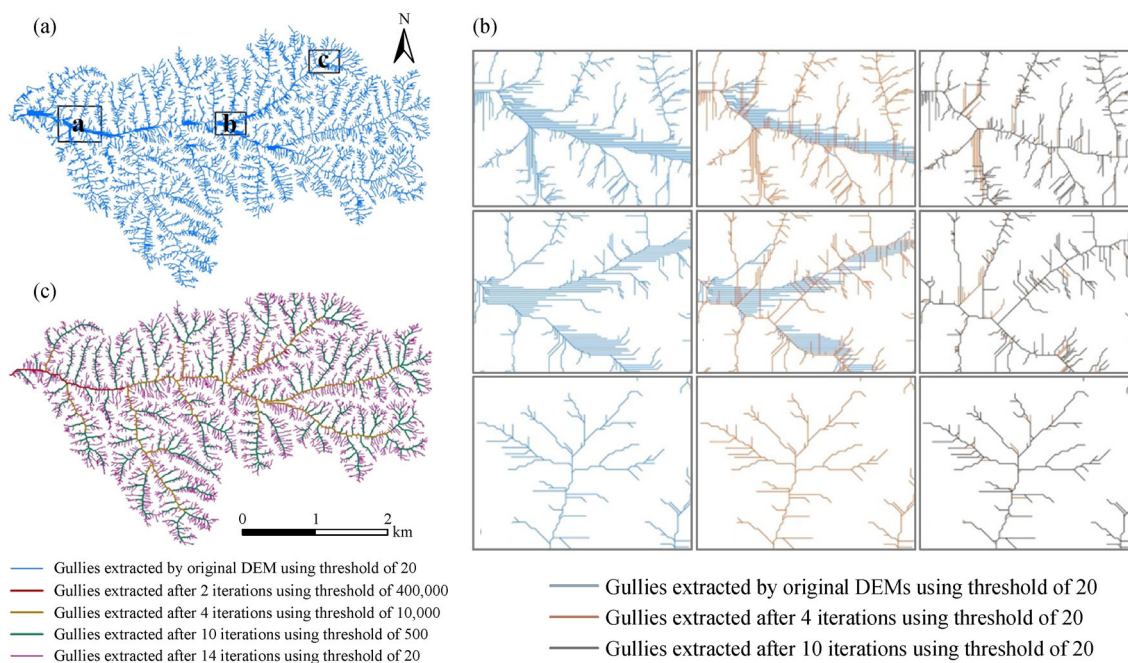 (a)
N
c
a
b
(b)
(c)
0 1 2
km
Gullies extracted by original DEM using threshold of 20
Gullies extracted after 2 iterations using threshold of 400,000
Gullies extracted after 4 iterations using threshold of 10,000
Gullies extracted after 10 iterations using threshold of 500
Gullies extracted after 14 iterations using threshold of 20
Gullies extracted by original DEMs using threshold of 20
Gullies extracted after 4 iterations using threshold of 20
Gullies extracted after 10 iterations using threshold of 20